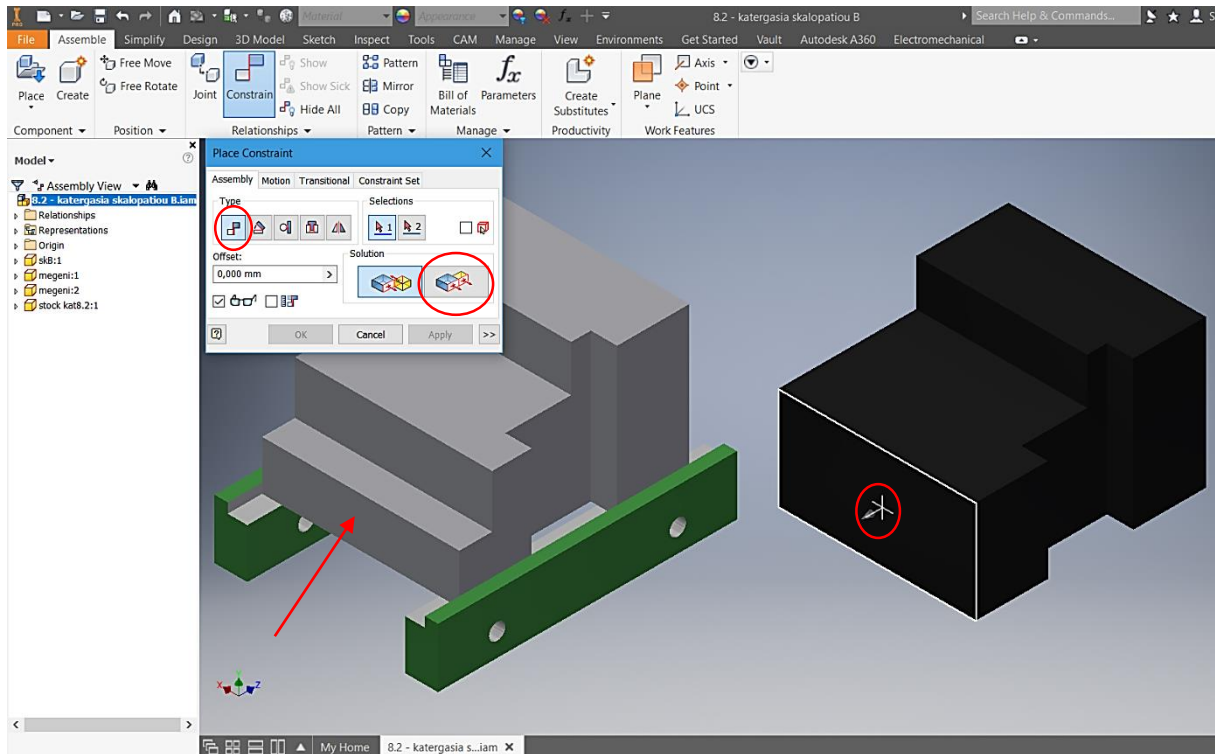 PRO Material Appearance fx 8.2 - katergasia skalopatiou B Search Help & Commands... S
File Assemble Simplify Design 3D Model Sketch Inspect Tools CAM Manage View Environments Get Started Vault Autodesk A360 Electromechanical
Free Move Show Pattern Axis
Free Rotate Show Sick Mirror Point
Place Create Joint Constrain Hide All Copy Bill of Materials fx Parameters Create Substitutes Plane UCS
Component Position Relationships Pattern Manage Productivity Work Features
Model
Assembly View
8.2 - katergasia skalopatiou B.iam
Relationships
Representations
Origin
skB:1
megeni:1
megeni:2
stock kat8.2:1
Place Constraint
Assembly Motion Transitional Constraint Set
Type Selections
1 2
Offset: Solution
0,000 mm
OK Cancel Apply >>
X Y Z
My Home 8.2 - katergasia s...iam